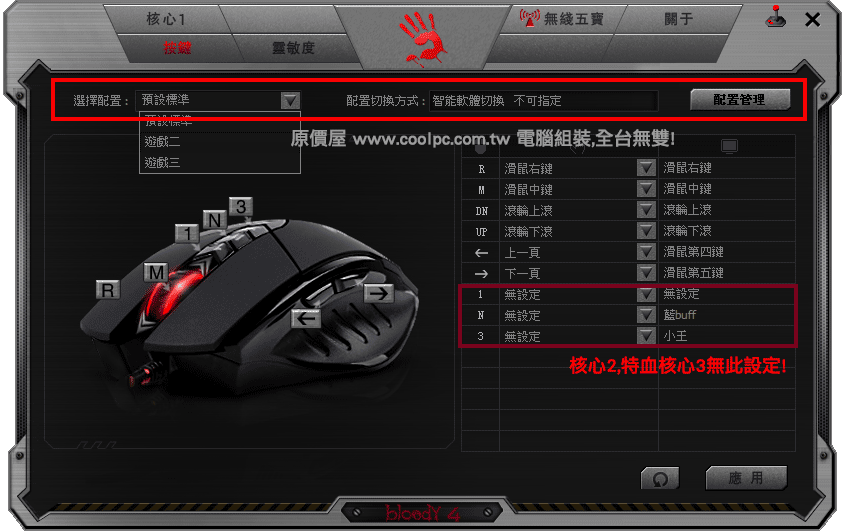 核心1
無綫五寶
關于
按鍵
靈敏度
選擇配置: 預設標準
配置切換方式: 智能軟體切換 不可指定
配置管理
預設標準
遊戲二
遊戲三
原價屋 www.coolpc.com.tw 電腦組裝,全台無雙!
R 滑鼠右鍵 滑鼠右鍵
M 滑鼠中鍵 滑鼠中鍵
DN 滾輪上滾 滾輪上滾
UP 滾輪下滾 滾輪下滾
← 上一頁 滑鼠第四鍵
→ 下一頁 滑鼠第五鍵
1 無設定 無設定
N 無設定 藍buff
3 無設定 小王
核心2,特血核心3無此設定!
3
N
1
M
R
→
←
應用
bloody 4